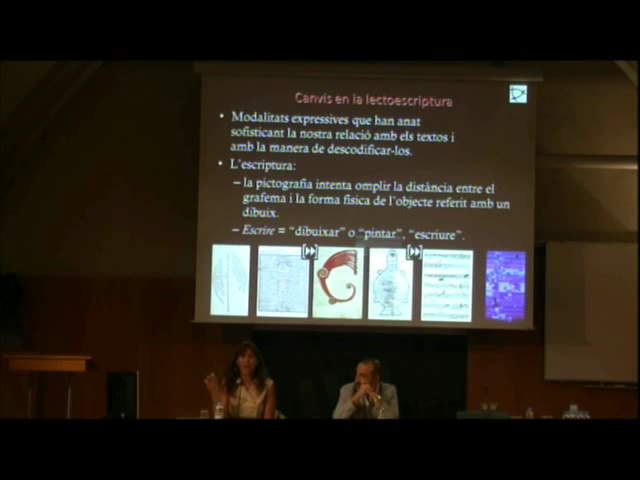 Canvis en la lectoescriptura
• Modalitats expressives que han anat
sofisticant la nostra relació amb els textos i
amb la manera de descodificar-los.
• L'escriptura:
– la pictografia intenta omplir la distància entre el
grafema i la forma física de l'objecte referit amb un
dibuix.
– Escrire = "dibuixar" o "pintar", "escriure".